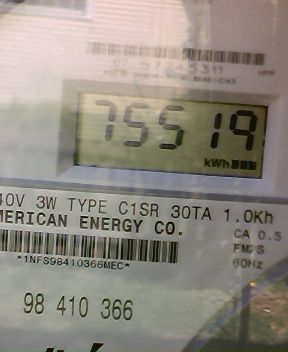 75519
kWh
40V 3W TYPE C1SR 30TA 1.0Kh
MERICAN ENERGY CO.
CA 0.5
FM2S
60Hz
*1NFS98410366MEC*
98 410 366